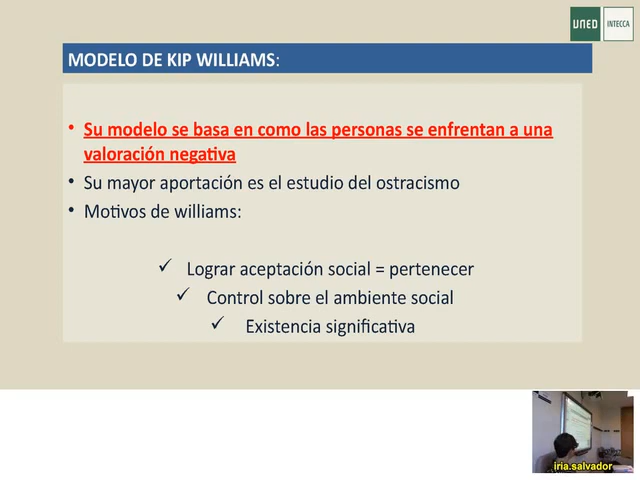 UNED
INTECCA
MODELO DE KIP WILLIAMS:
• Su modelo se basa en como las personas se enfrentan a una
valoración negativa
• Su mayor aportación es el estudio del ostracismo
• Motivos de williams:
✓ Lograr aceptación social = pertenecer
✓ Control sobre el ambiente social
✓ Existencia significativa
iria.salvador